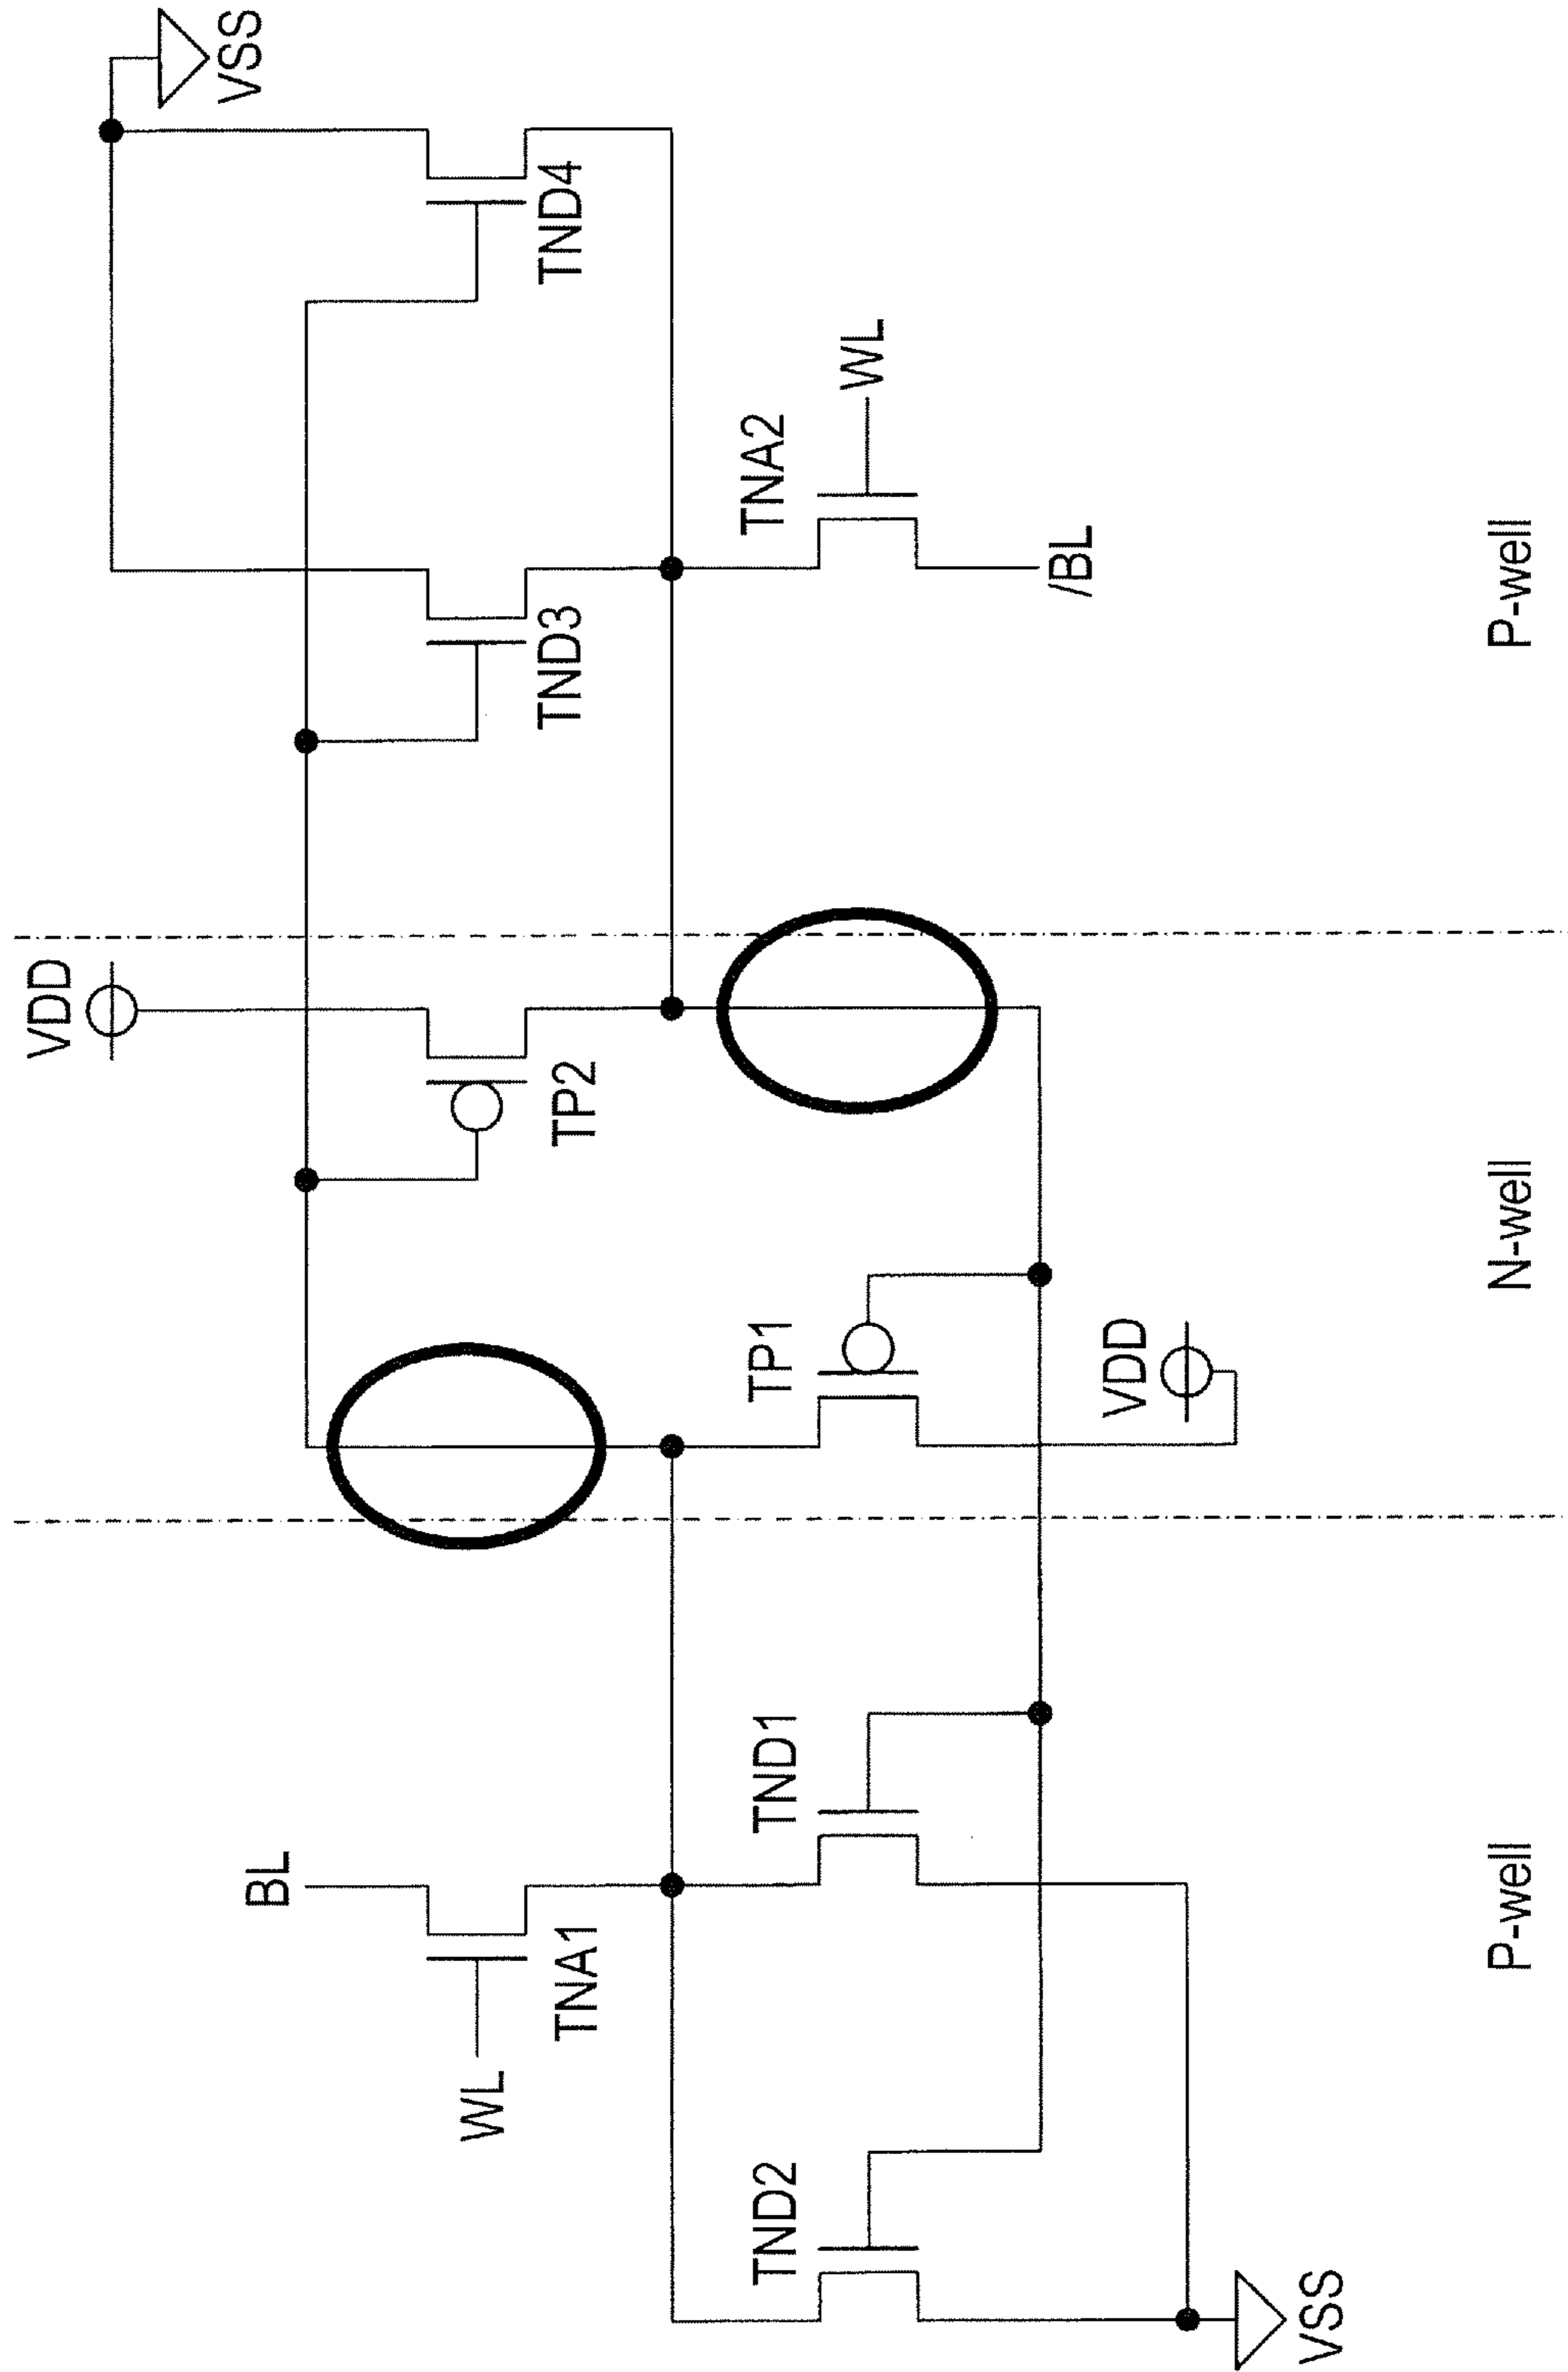 VSS
TND4
WL
TNA2
/BL
TND3
P-well
VDD
TP2
N-well
TP1
VDD
BL
TNA1
WL
TND1
P-well
TND2
VSS